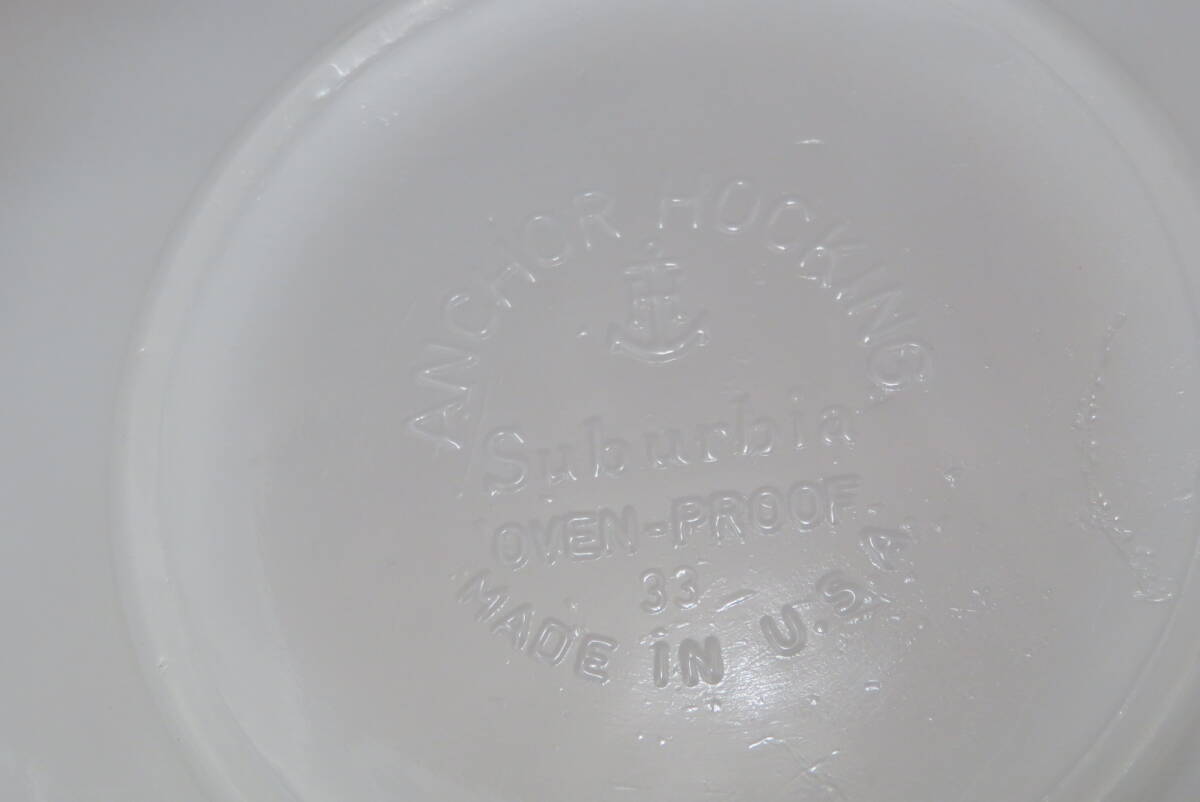 ANCHOR HOCKING
Suburbia
OVEN-PROOF
33
MADE IN U.S.A